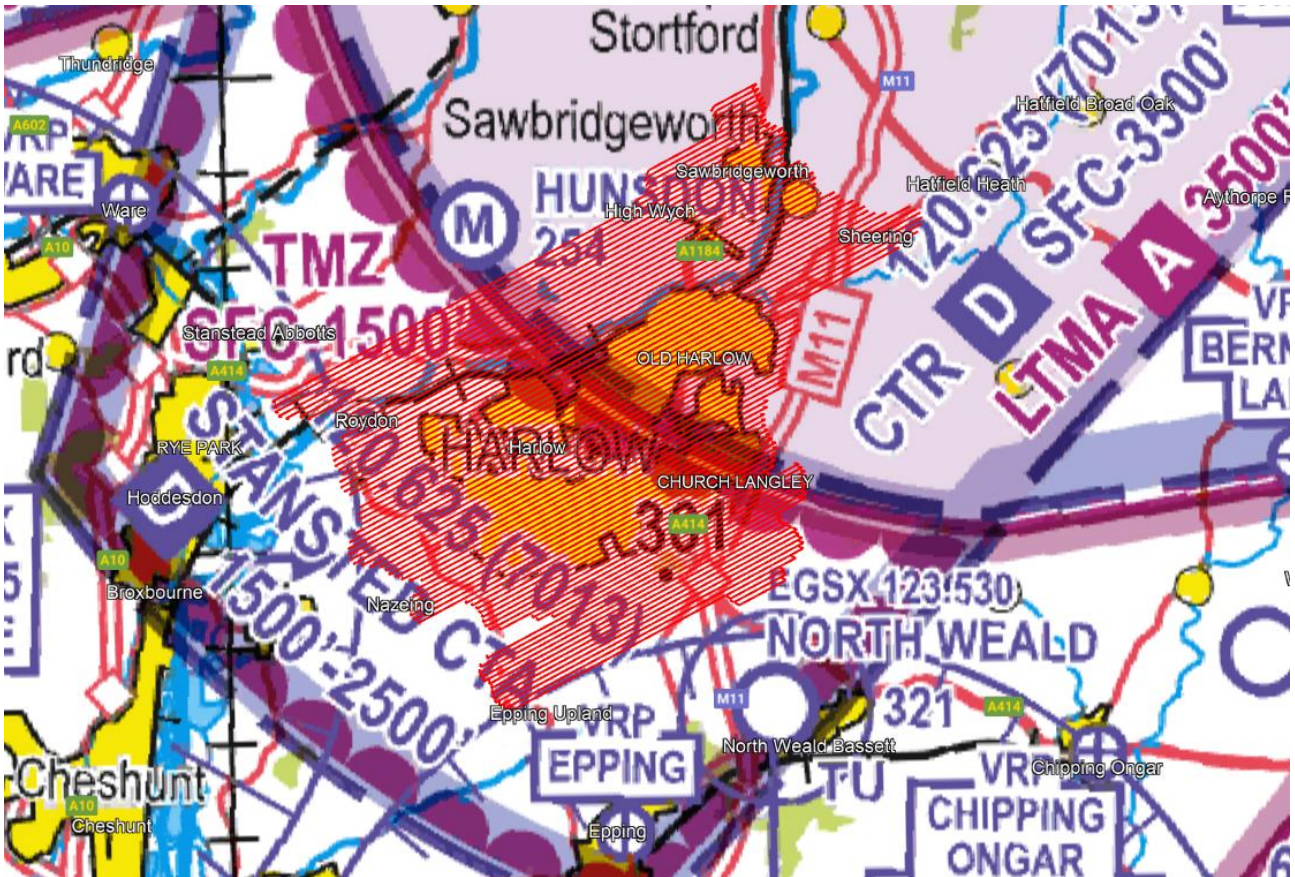 Stortford
M11
Thundridge
Hatfield Broad Oak
120.625 (7013)
SFC-3500'
A602
VRP
WARE
Ware
Sawbridgeworth
Sawbridgeworth
Hatfield Heath
3500'
HUNSDON
254
M
High Wych
A10
A1184
Sheering
TMZ
SFC-1500'
Stanstead Abbotts
A414
OLD HARLOW
M11
CTR
D
LTMA
A
Roydon
RYE PARK
HARLOW
Harlow
Hoddesdon
D
CHURCH LANGLEY
A414
STANSTED CTA
120.625 (7013)
1500'-2500'
A10
Broxbourne
Nazeing
EGSX 123.530
NORTH WEALD
321
M11
A414
Epping Upland
VRP
EPPING
North Weald Bassett
TU
Chipping Ongar
VRP
CHIPPING
ONGAR
Cheshunt
A10
Cheshunt
Epping